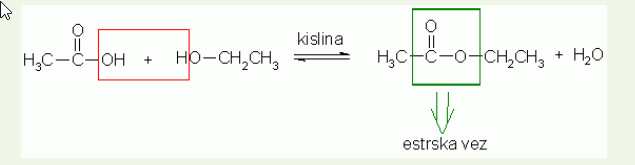 kislina
O
H₃C–C–OH + HO–CH₂CH₃ ⇌ H₃C–C–O–CH₂CH₃ + H₂O
O
estrska vez